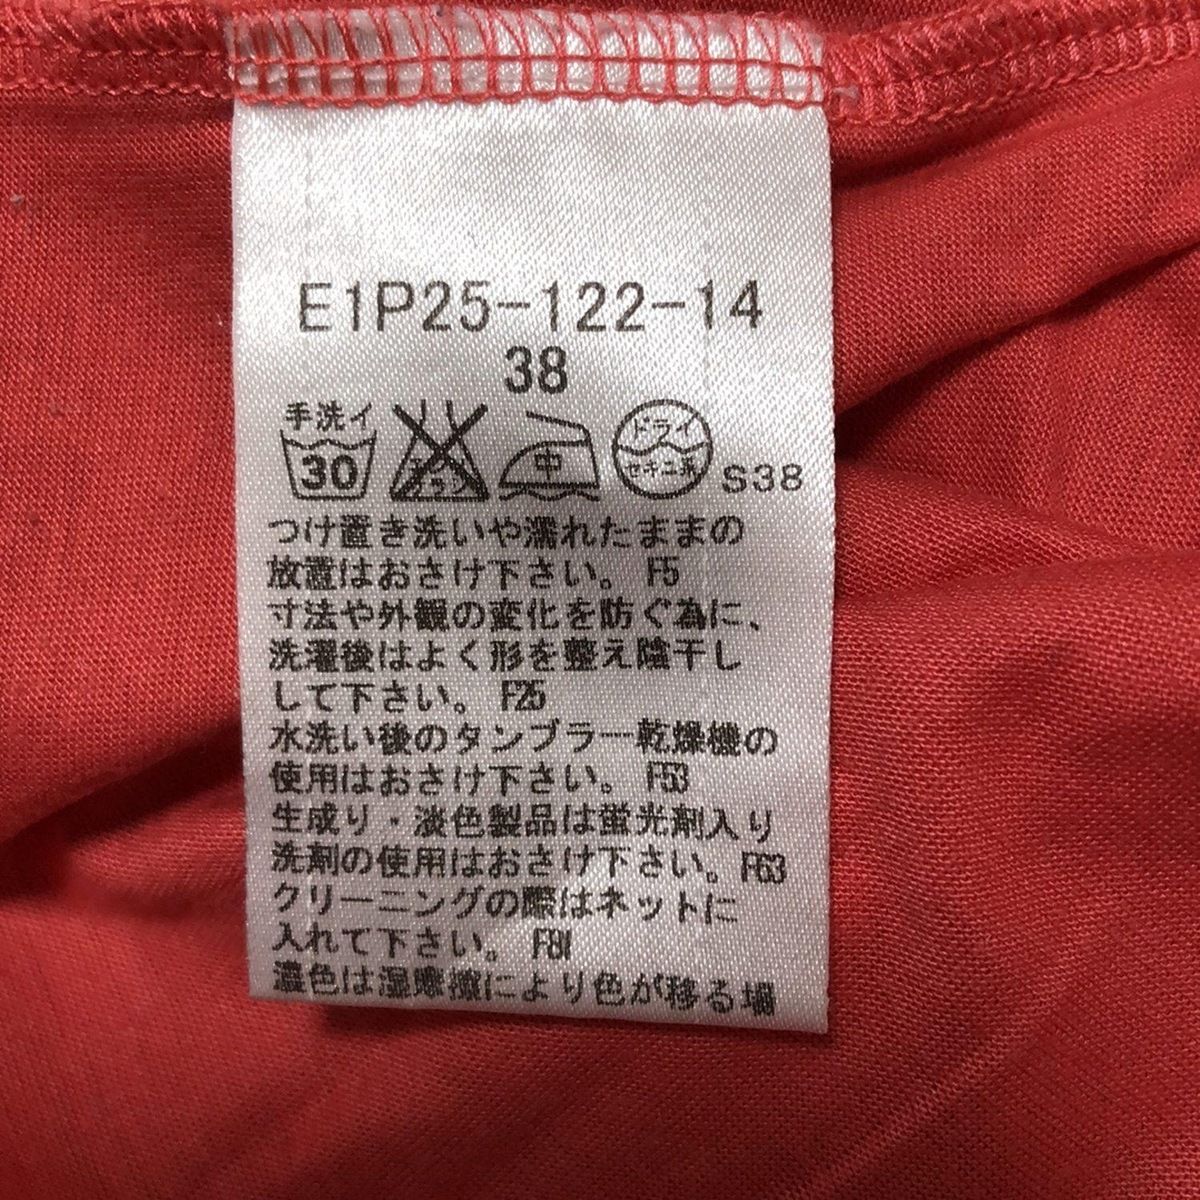 E1P25-122-14
38
手洗イ
30
エンソサラシ
中
ドライ
セキユ系
S38
つけ置き洗いや濡れたままの
放置はおさけ下さい。 F5
寸法や外観の変化を防ぐ為に、
洗濯後はよく形を整え陰干し
して下さい。 F25
水洗い後のタンブラー乾燥機の
使用はおさけ下さい。 F53
生成り・淡色製品は蛍光剤入り
洗剤の使用はおさけ下さい。F63
クリーニングの際はネットに
入れて下さい。 F81
濃色は湿摩擦により色が移る場